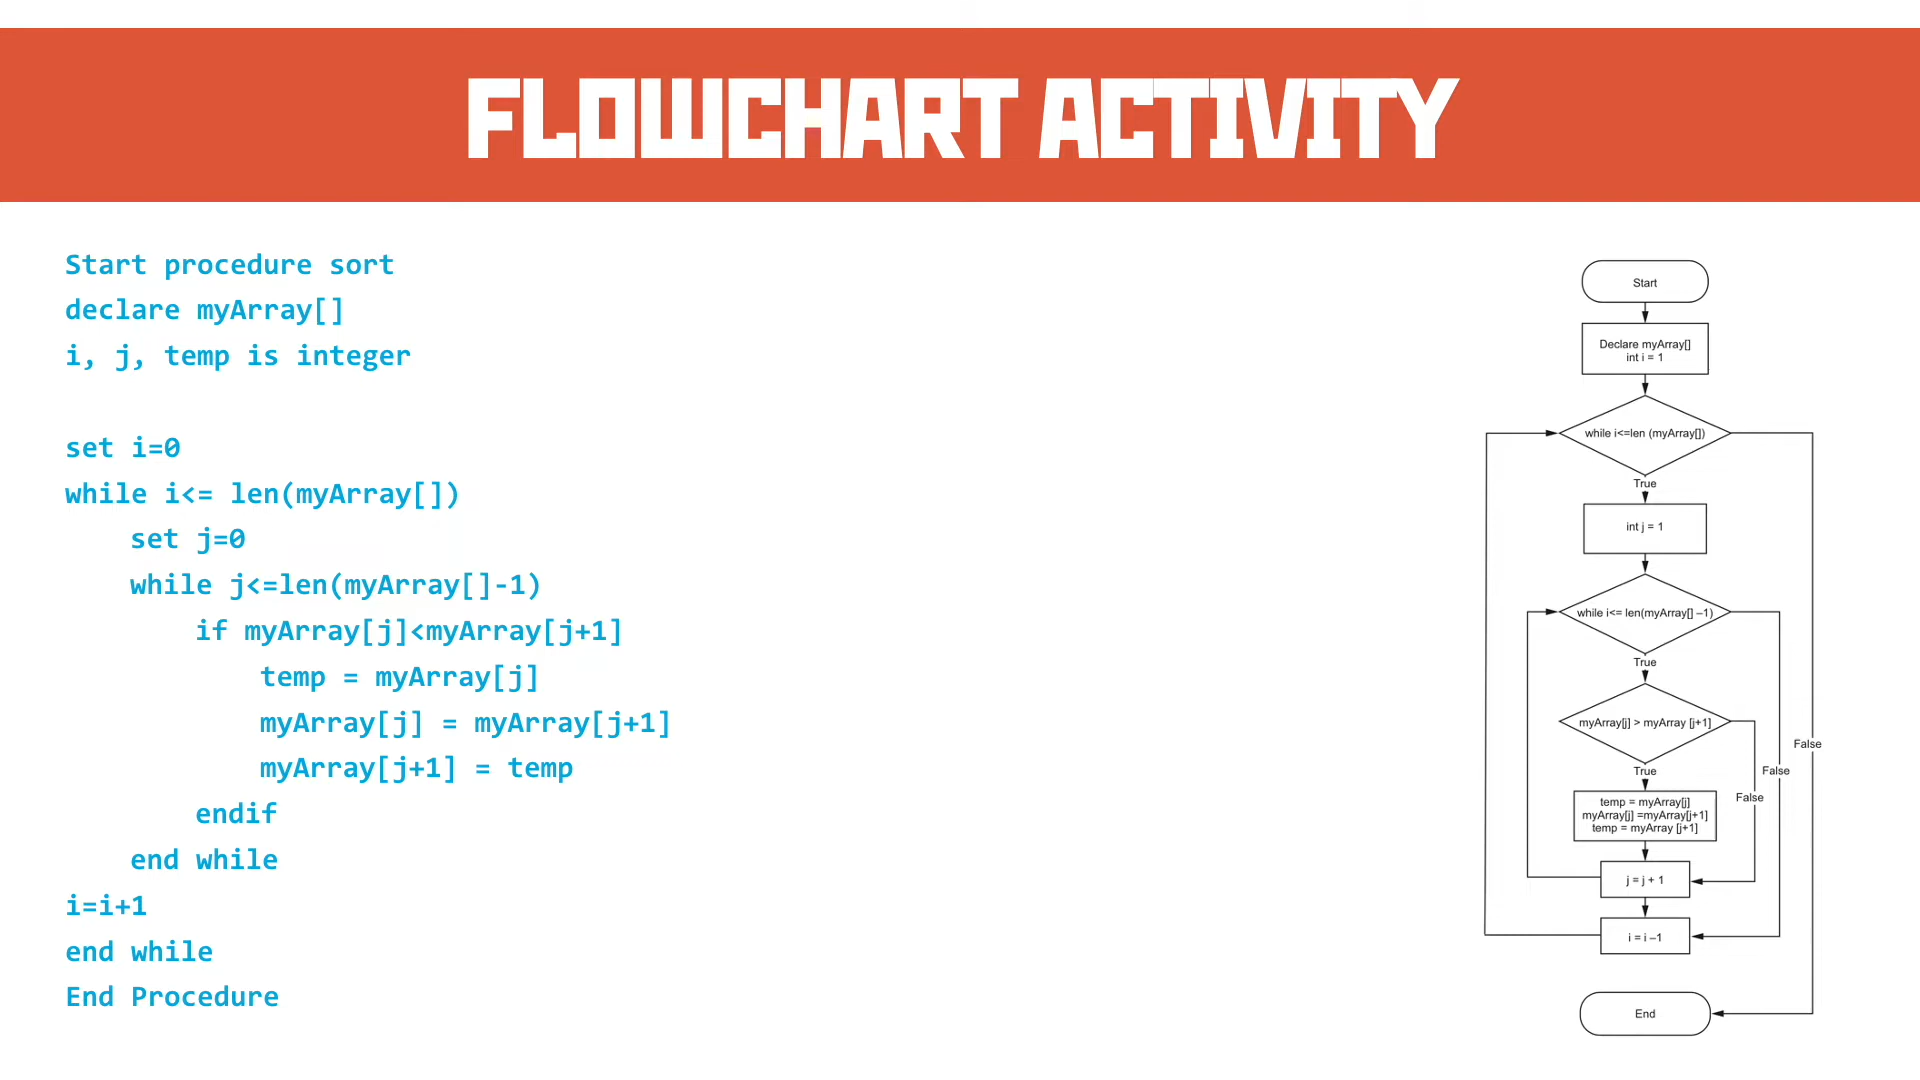 FLOWCHART ACTIVITY
Start procedure sort
declare myArray[]
i, j, temp is integer
set i=0
while i<= len(myArray[])
set j=0
while j<=len(myArray[]-1)
if myArray[j]<myArray[j+1]
temp = myArray[j]
myArray[j] = myArray[j+1]
myArray[j+1] = temp
endif
end while
i=i+1
end while
End Procedure
Start
Declare myArray[]
int i = 1
while i<=len (myArray[])
True
int j = 1
while i<= len(myArray[] –1)
True
myArray[j] > myArray [j+1]
True
temp = myArray[j]
myArray[j] =myArray[j+1]
temp = myArray [j+1]
False
False
False
j = j + 1
i = i –1
End